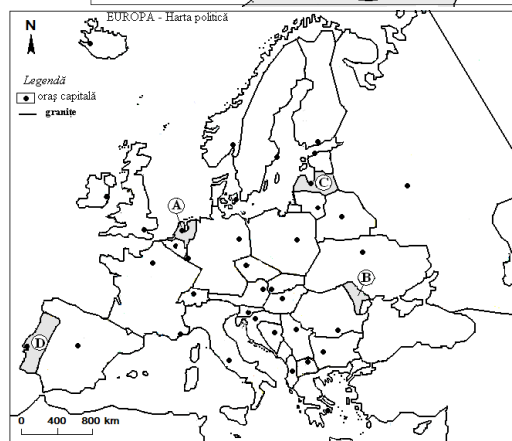 EUROPA - Harta politică
N
Legendă
oraș capitală
granițe
A
C
B
D
0 400 800 km